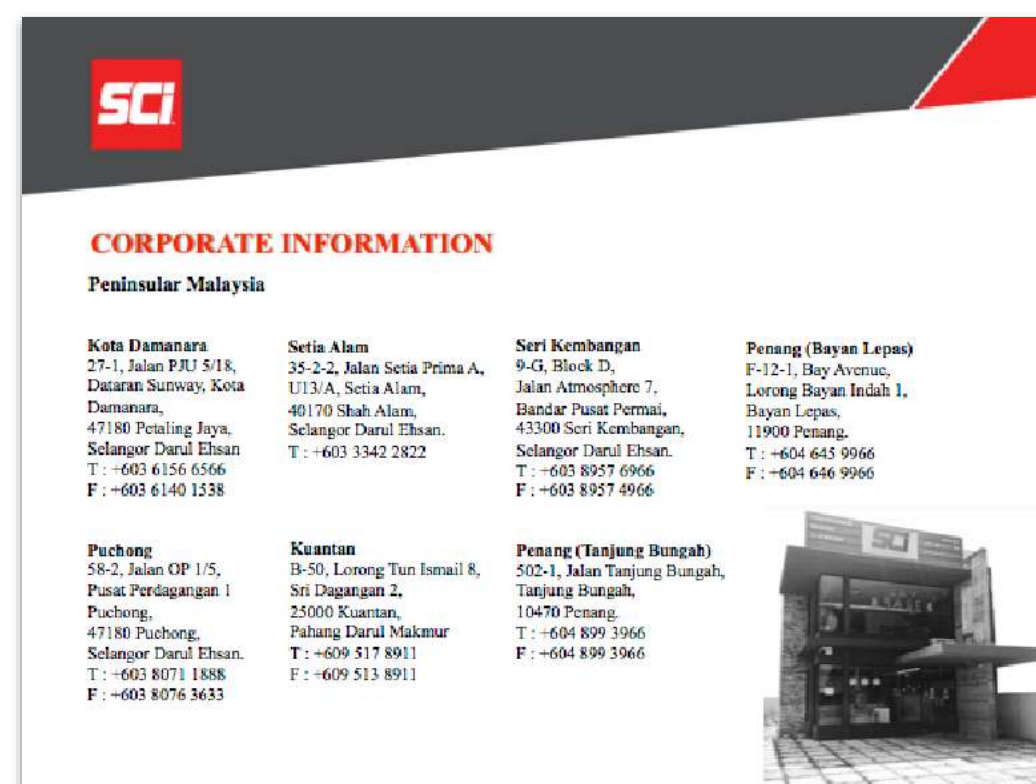 SCi
CORPORATE INFORMATION
Peninsular Malaysia
Kota Damanara
27-1, Jalan PJU 5/18,
Dataran Sunway, Kota
Damanara,
47180 Petaling Jaya,
Selangor Darul Ehsan
T : +603 6156 6566
F : +603 6140 1538
Setia Alam
35-2-2, Jalan Setia Prima A,
U13/A, Setia Alam,
40170 Shah Alam,
Selangor Darul Ehsan.
T : +603 3342 2822
Seri Kembangan
9-G, Block D,
Jalan Atmosphere 7,
Bandar Pusat Permai,
43300 Seri Kembangan,
Selangor Darul Ehsan.
T : +603 8957 6966
F : +603 8957 4966
Penang (Bayan Lepas)
F-12-1, Bay Avenue,
Lorong Bayan Indah 1,
Bayan Lepas,
11900 Penang.
T : +604 645 9966
F : +604 646 9966
Puchong
58-2, Jalan OP 1/5,
Pusat Perdagangan 1
Puchong,
47180 Puchong,
Selangor Darul Ehsan.
T : +603 8071 1888
F : +603 8076 3633
Kuantan
B-50, Lorong Tun Ismail 8,
Sri Dagangan 2,
25000 Kuantan,
Pahang Darul Makmur
T : +609 517 8911
F : +609 513 8911
Penang (Tanjung Bungah)
502-1, Jalan Tanjung Bungah,
Tanjung Bungah,
10470 Penang.
T : +604 899 3966
F : +604 899 3966
SCi